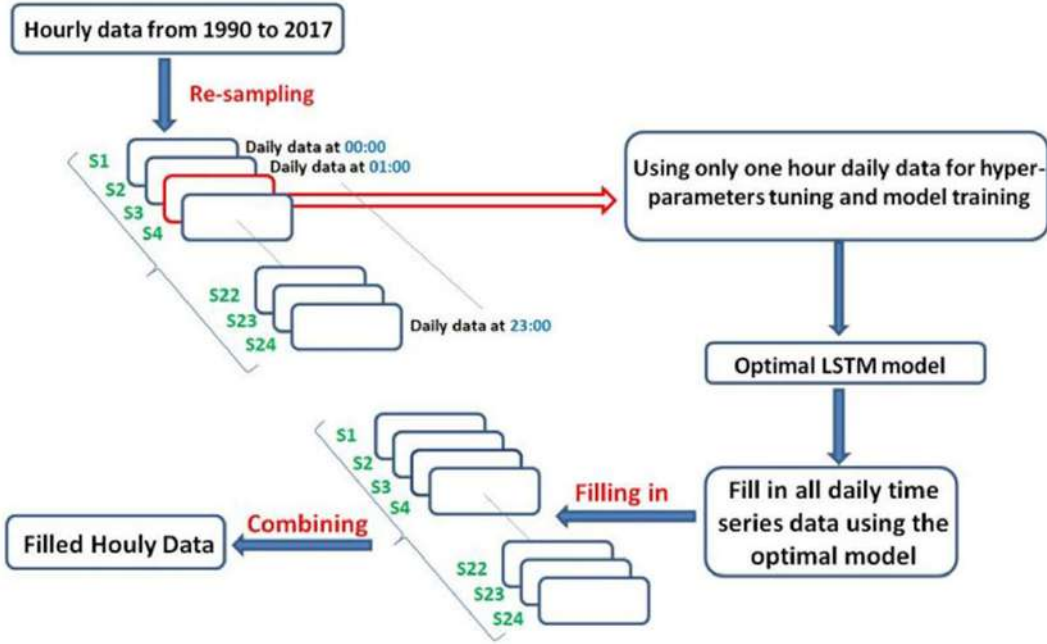 Hourly data from 1990 to 2017
Re-sampling
S1
Daily data at 00:00
S2
Daily data at 01:00
S3
S4
S22
S23
Daily data at 23:00
S24
Using only one hour daily data for hyper-
parameters tuning and model training
Optimal LSTM model
Fill in all daily time
series data using the
optimal model
Filling in
S1
S2
S3
S4
S22
S23
S24
Combining
Filled Houly Data